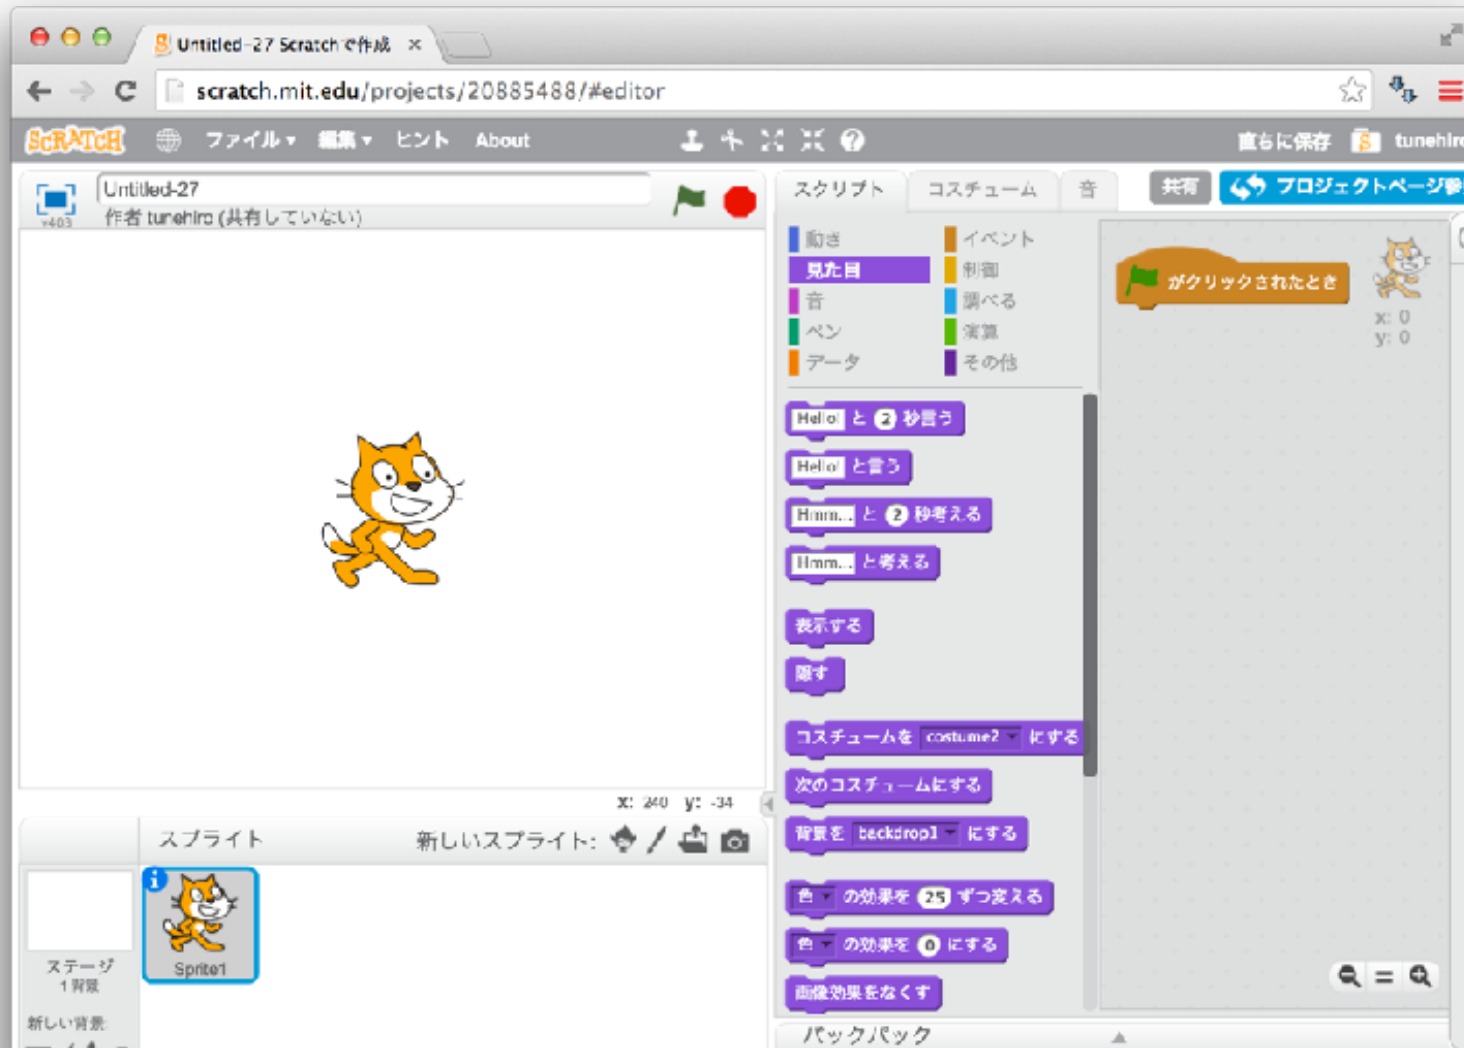 Untitled-27 Scratchで作成
scratch.mit.edu/projects/20885488/#editor
SCRATCH ファイル 編集 ヒント About 直ちに保存 tunehiro
Untitled-27
作者 tunehiro (共有していない)
v403
スクリプト コスチューム 音 共有 プロジェクトページ参
動き イベント
見た目 制御
音 調べる
ペン 演算
データ その他
がクリックされたとき
x: 0
y: 0
Hello! と 2 秒言う
Hello! と言う
Hmm... と 2 秒考える
Hmm... と考える
表示する
隠す
コスチュームを costume2 にする
次のコスチュームにする
背景を backdrop1 にする
色 の効果を 25 ずつ変える
色 の効果を 0 にする
画像効果をなくす
x: 240 y: -34
スプライト 新しいスプライト:
Sprite1
ステージ
1背景
新しい背景:
バックパック